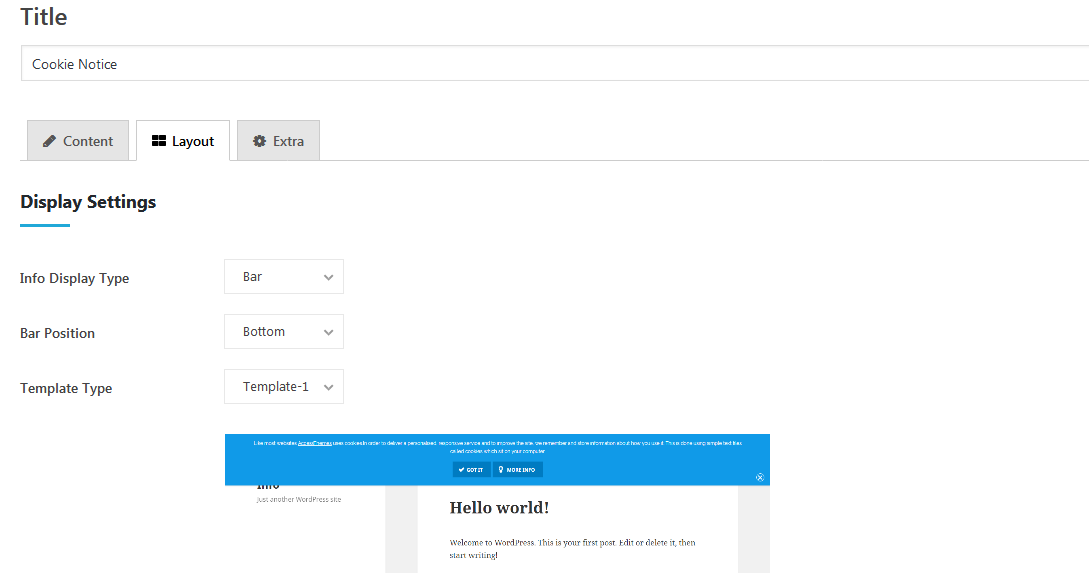 Title
Cookie Notice
Content
Layout
Extra
Display Settings
Info Display Type
Bar
Bar Position
Bottom
Template Type
Template-1
Like most websites AccessThemes uses cookies in order to deliver a personalised, responsive service and to improve the site, we remember and store information about how you use it. This is done using simple text files
called cookies which sit on your computer
GOT IT
MORE INFO
Info
Just another WordPress site
Hello world!
Welcome to WordPress. This is your first post. Edit or delete it, then
start writing!